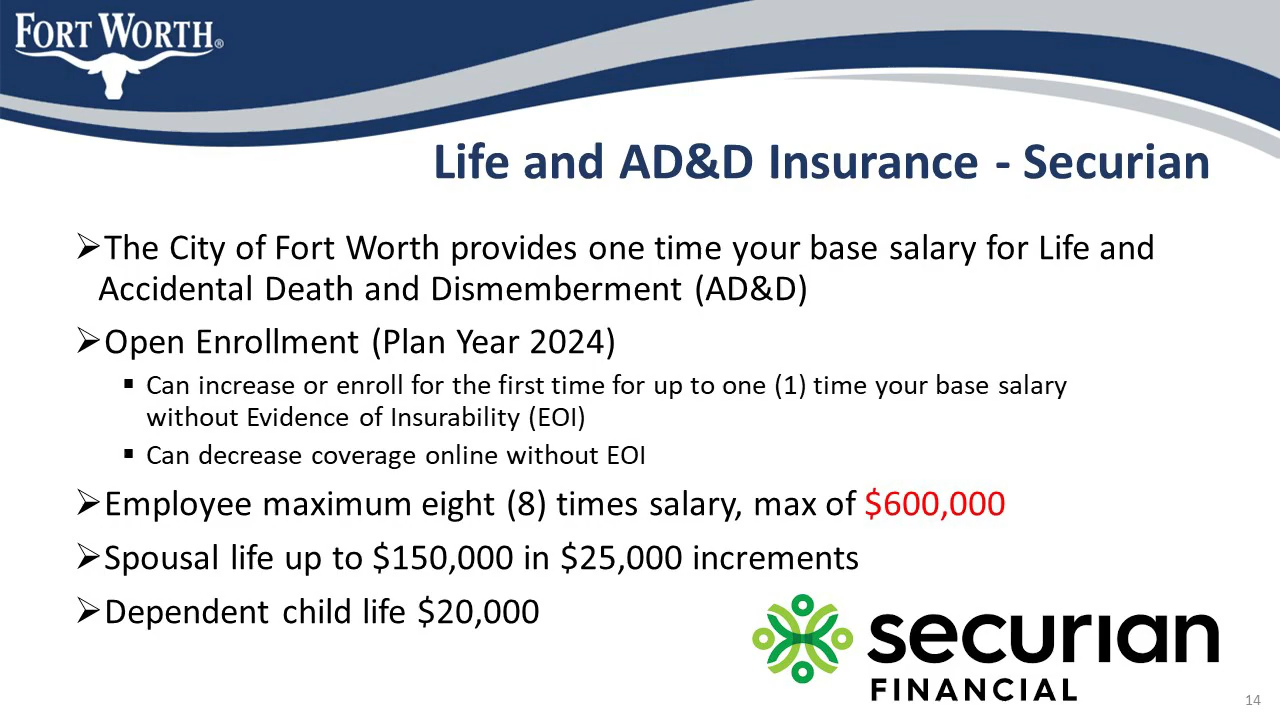 FORT WORTH®
Life and AD&D Insurance - Securian
➢The City of Fort Worth provides one time your base salary for Life and
Accidental Death and Dismemberment (AD&D)
➢Open Enrollment (Plan Year 2024)
▪ Can increase or enroll for the first time for up to one (1) time your base salary
without Evidence of Insurability (EOI)
▪ Can decrease coverage online without EOI
➢Employee maximum eight (8) times salary, max of $600,000
➢Spousal life up to $150,000 in $25,000 increments
➢Dependent child life $20,000
securian
FINANCIAL
14